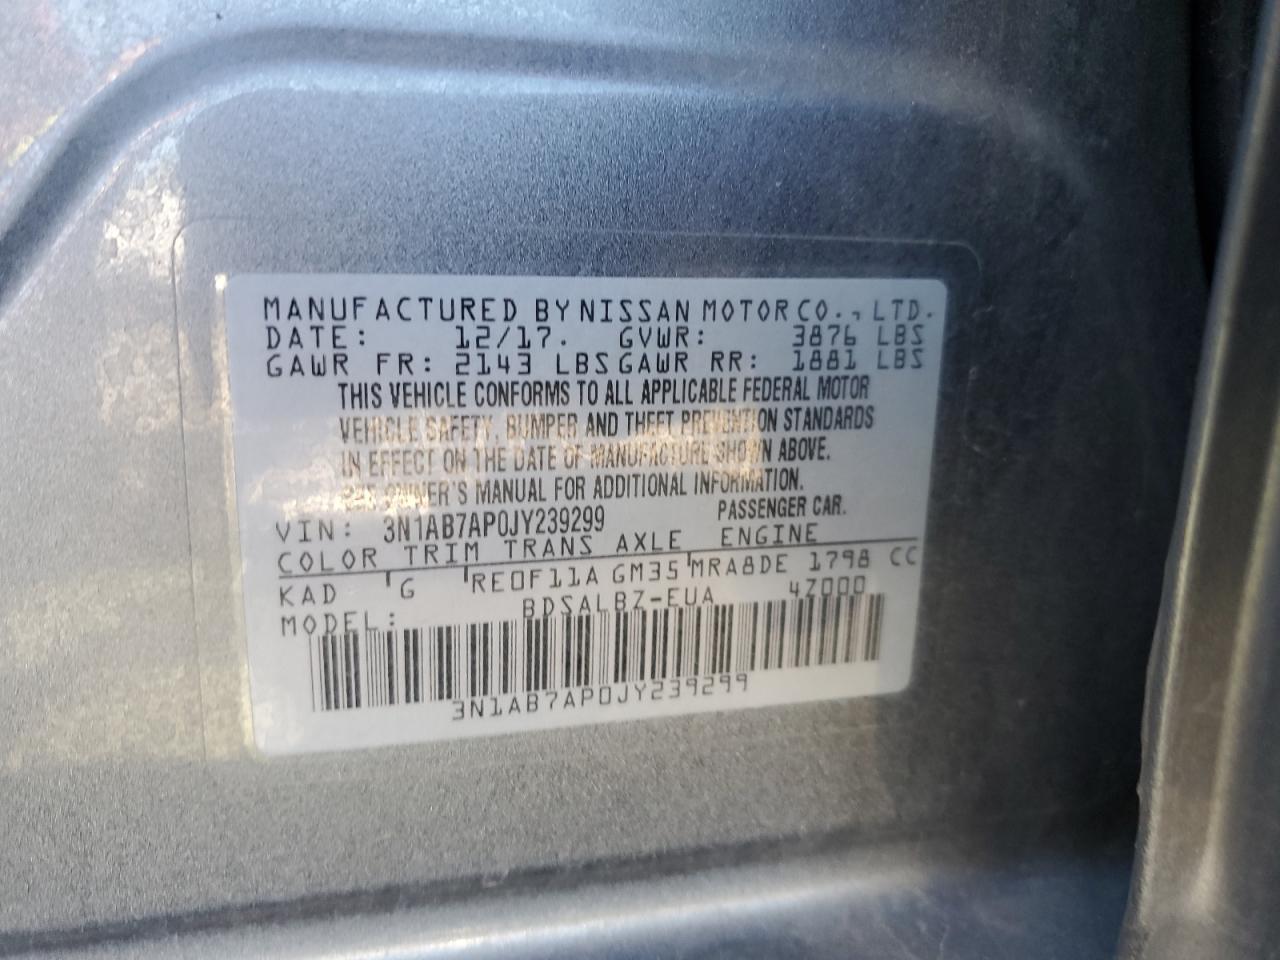 MANUFACTURED BY NISSAN MOTOR CO., LTD.
DATE: 12/17. GVWR: 3876 LBS
GAWR FR: 2143 LBS GAWR RR: 1881 LBS
THIS VEHICLE CONFORMS TO ALL APPLICABLE FEDERAL MOTOR
VEHICLE SAFETY, BUMPER AND THEFT PREVENTION STANDARDS
IN EFFECT ON THE DATE OF MANUFACTURE SHOWN ABOVE.
SEE OWNER'S MANUAL FOR ADDITIONAL INFORMATION.
VIN: 3N1AB7AP0JY239299 PASSENGER CAR.
COLOR TRIM TRANS AXLE ENGINE
KAD G RE0F11A GM35 MRA8DE 1798 CC
MODEL: BDSALBZ-EUA 4Z000
3N1AB7AP0JY239299